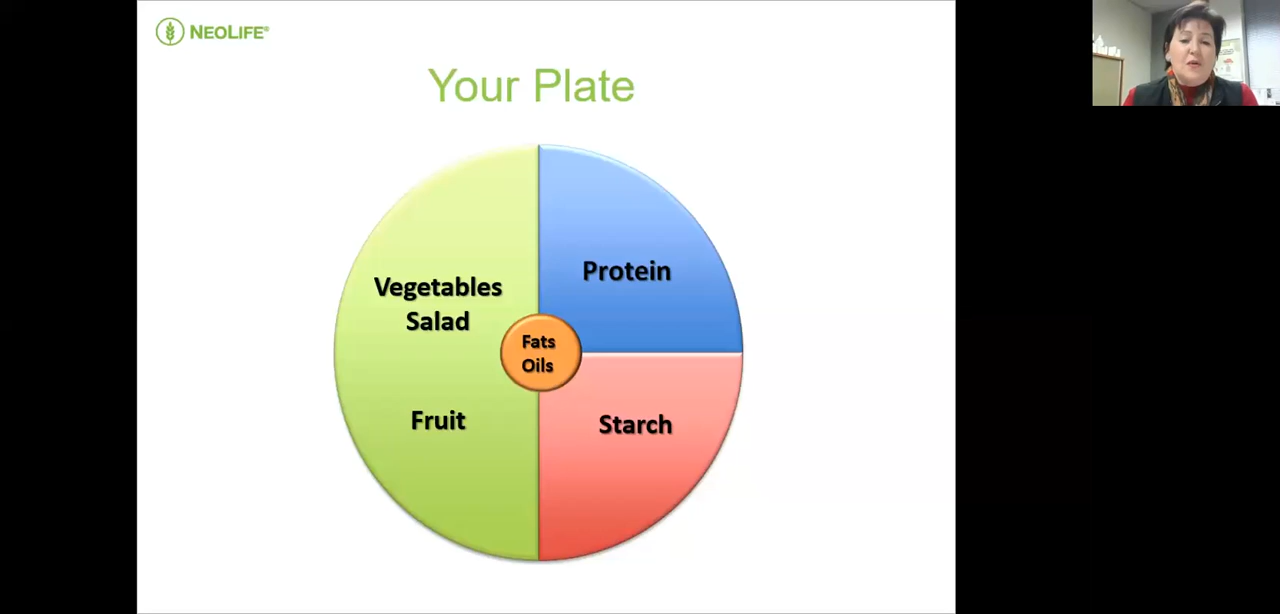 NEOLIFE®
Your Plate
Vegetables
Salad
Fruit
Protein
Fats
Oils
Starch